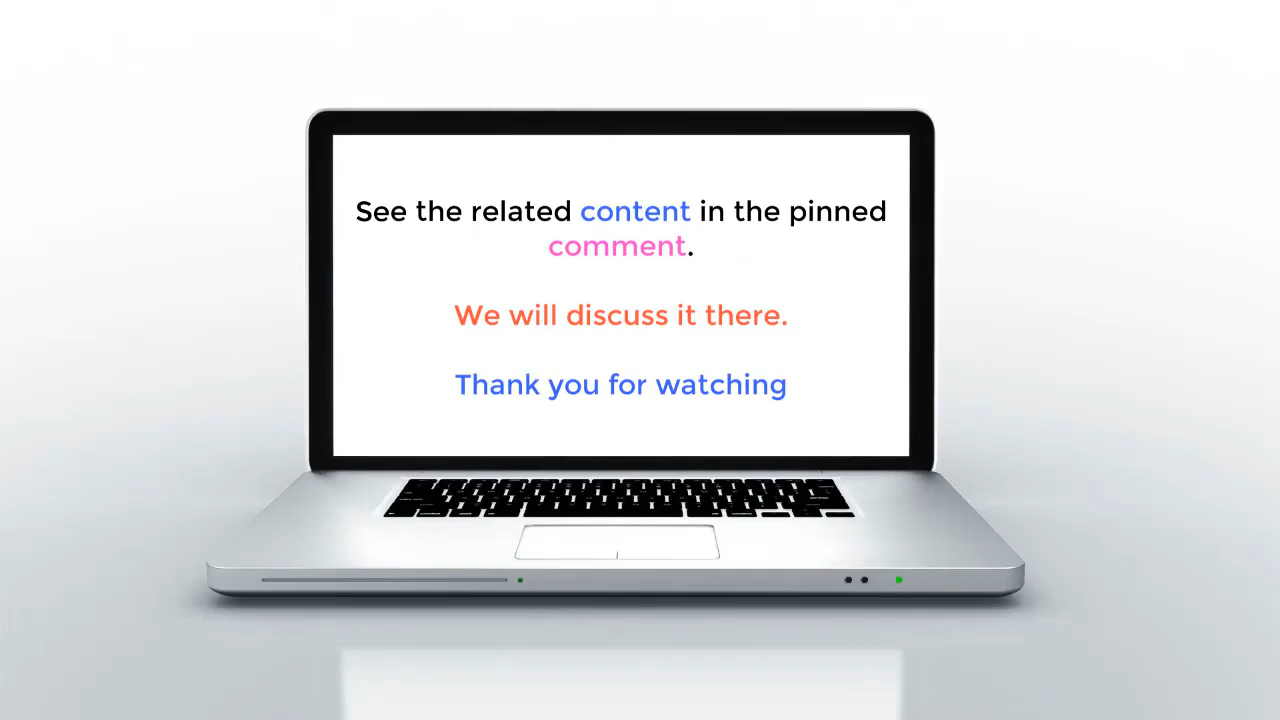 See the related content in the pinned
comment.
We will discuss it there.
Thank you for watching